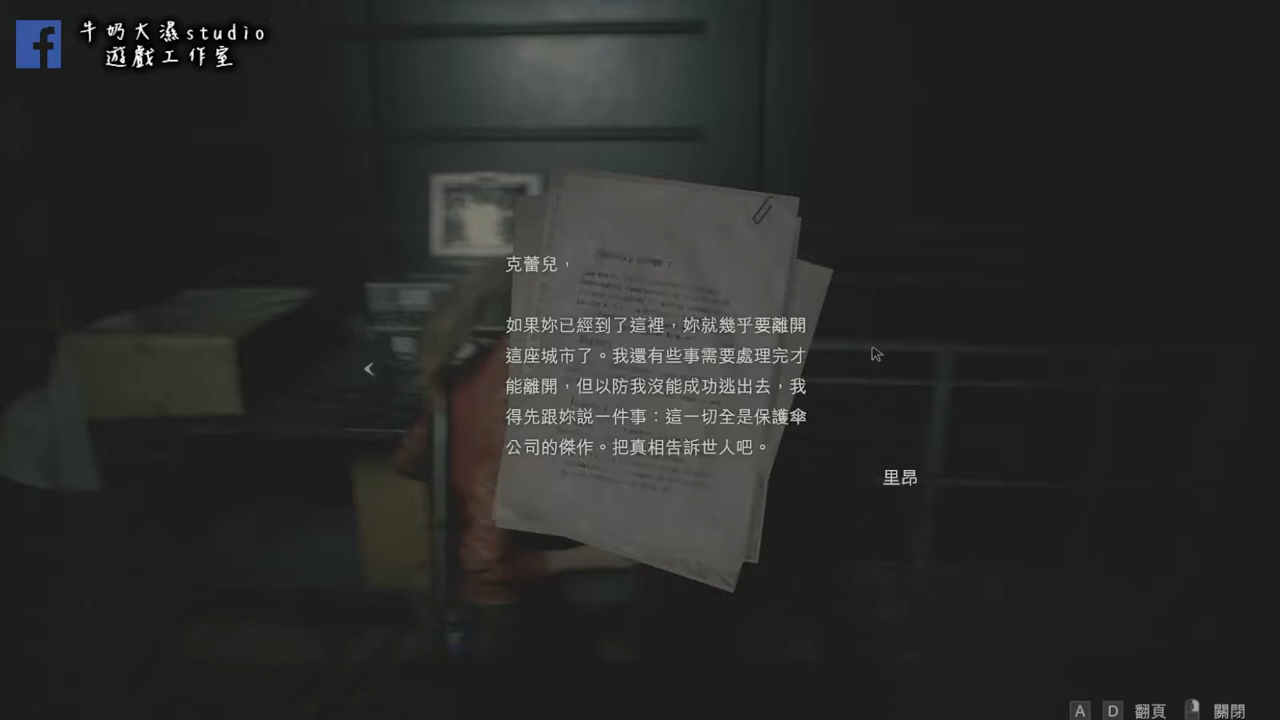 牛奶大濕studio
遊戲工作室
克蕾兒，
如果妳已經到了這裡，妳就幾乎要離開
這座城市了。我還有些事需要處理完才
能離開，但以防我沒能成功逃出去，我
得先跟妳説一件事：這一切全是保護傘
公司的傑作。把真相告訴世人吧。
里昂
A D 翻頁 關閉